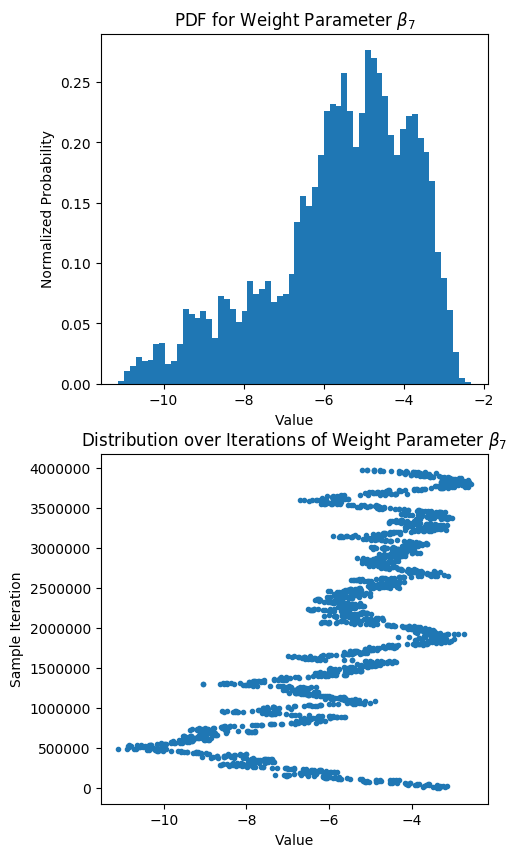 PDF for Weight Parameter β₇
0.25
0.20
0.15
0.10
0.05
0.00
Normalized Probability
−10 −8 −6 −4 −2
Value
Distribution over Iterations of Weight Parameter β₇
4000000
3500000
3000000
2500000
2000000
1500000
1000000
500000
0
Sample Iteration
−10 −8 −6 −4
Value